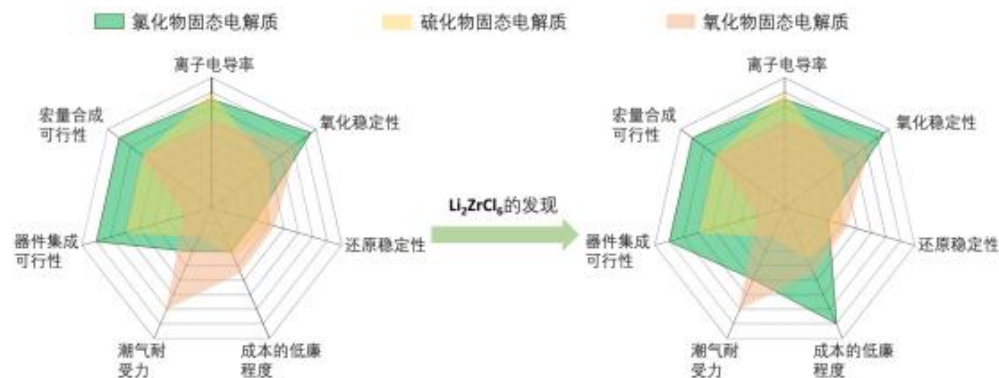 氯化物固态电解质
硫化物固态电解质
氧化物固态电解质
离子电导率
宏量合成
可行性
氧化稳定性
器件集成
可行性
还原稳定性
潮气耐
受力
成本的低廉
程度
Li₂ZrCl₆的发现
离子电导率
宏量合成
可行性
氧化稳定性
器件集成
可行性
还原稳定性
潮气耐
受力
成本的低廉
程度